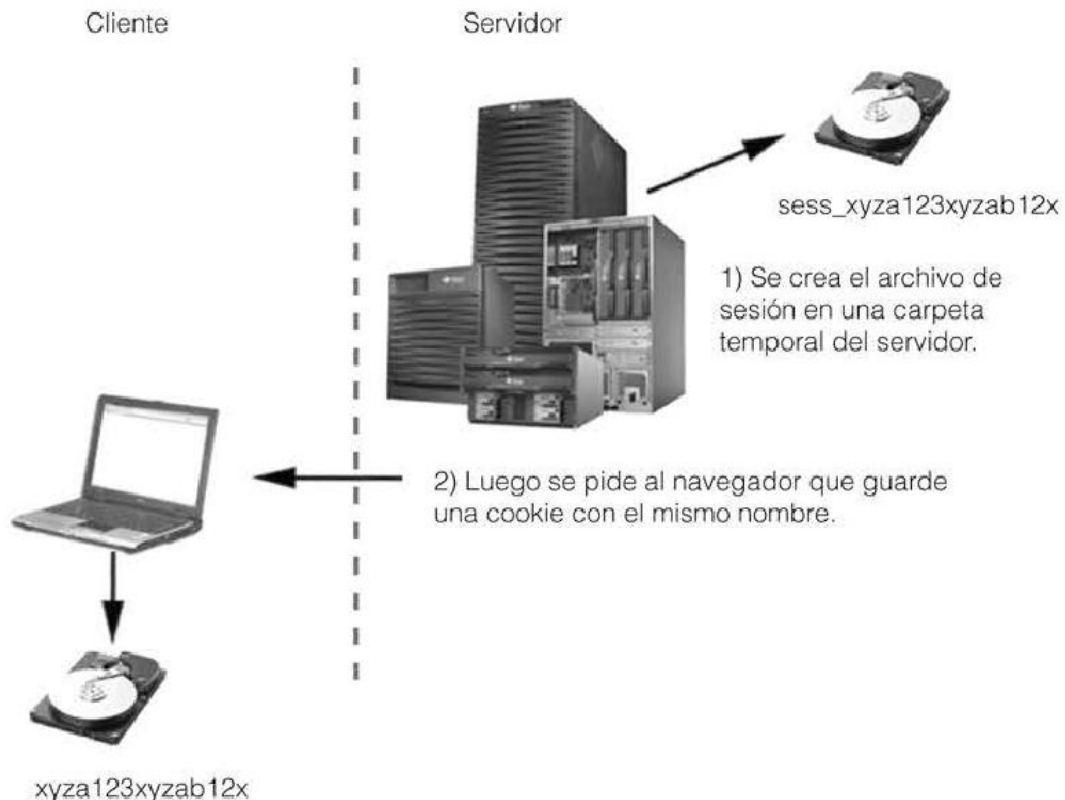 Cliente
Servidor
sess_xyza123xyzab12x
1) Se crea el archivo de
sesión en una carpeta
temporal del servidor.
2) Luego se pide al navegador que guarde
una cookie con el mismo nombre.
xyza123xyzab12x